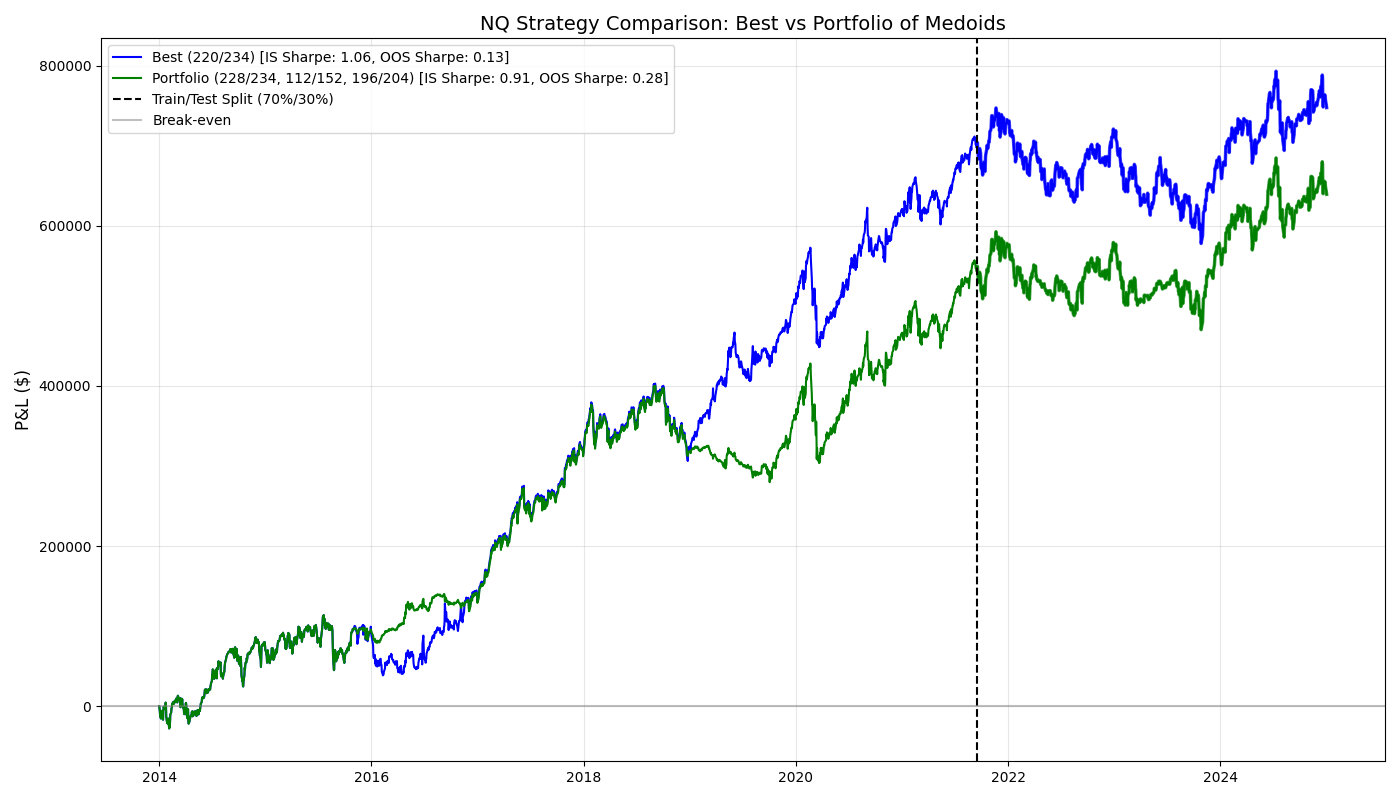 NQ Strategy Comparison: Best vs Portfolio of Medoids
Best (220/234) [IS Sharpe: 1.06, OOS Sharpe: 0.13]
Portfolio (228/234, 112/152, 196/204) [IS Sharpe: 0.91, OOS Sharpe: 0.28]
Train/Test Split (70%/30%)
Break-even
P&L ($)
800000
600000
400000
200000
0
2014 2016 2018 2020 2022 2024